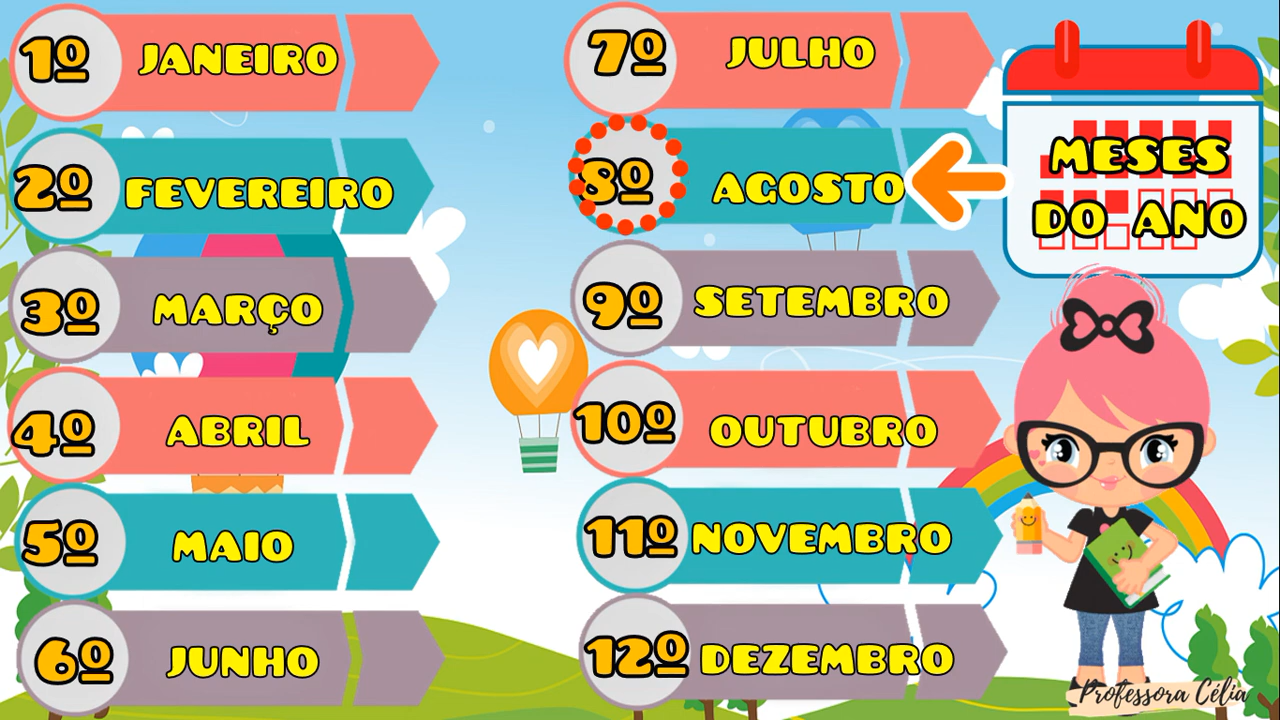 1º JANEIRO
2º FEVEREIRO
3º MARÇO
4º ABRIL
5º MAIO
6º JUNHO
7º JULHO
8º AGOSTO
9º SETEMBRO
10º OUTUBRO
11º NOVEMBRO
12º DEZEMBRO
MESES
DO ANO
Professora Célia